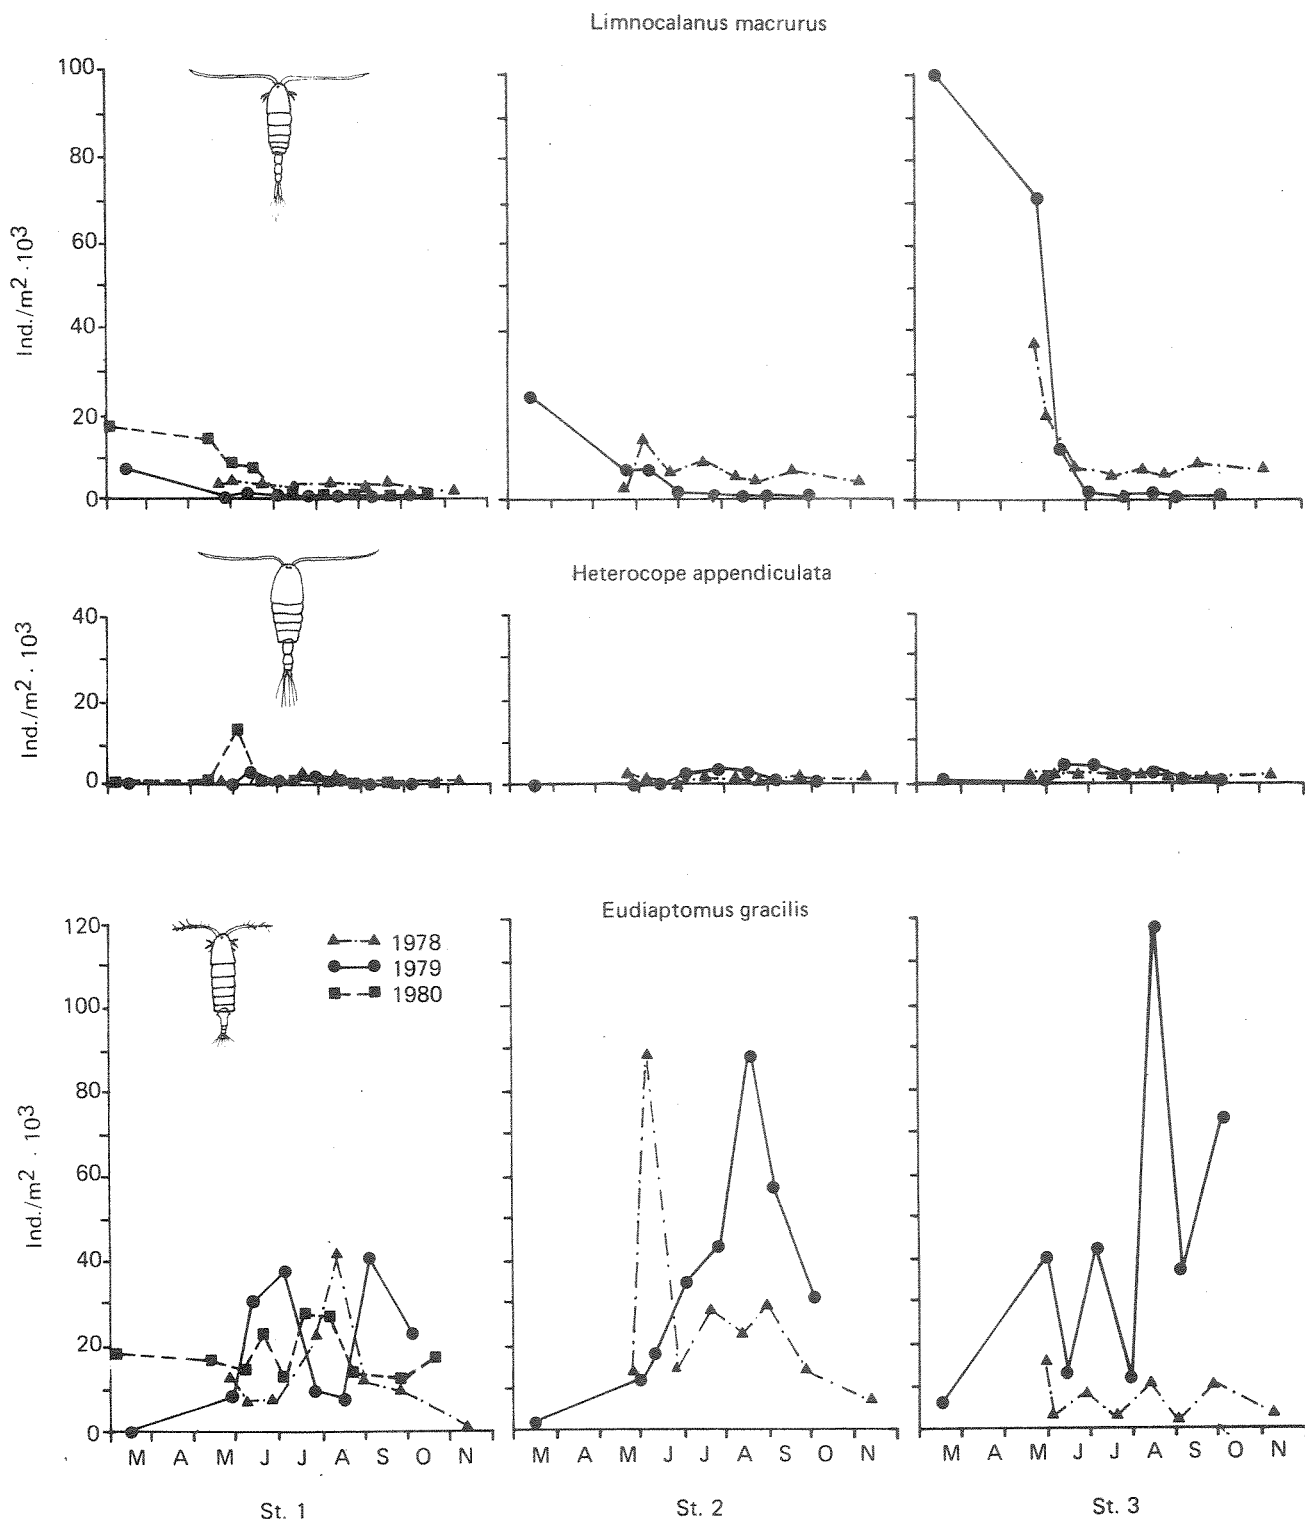 Limnocalanus macrurus
100
80
60
40
20
0
Ind./m² · 10³
Heterocope appendiculata
40
20
0
Ind./m² · 10³
Eudiaptomus gracilis
120
100
80
60
40
20
0
Ind./m² · 10³
1978
1979
1980
M A M J J A S O N
M A M J J A S O N
M A M J J A S O N
St. 1
St. 2
St. 3